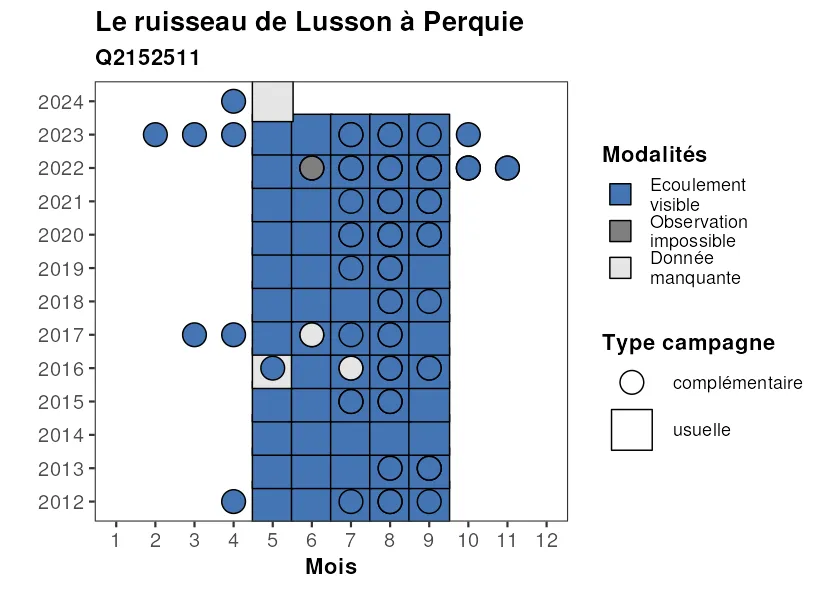 Le ruisseau de Lusson à Perquie
Q2152511
2024
2023
2022
2021
2020
2019
2018
2017
2016
2015
2014
2013
2012
1 2 3 4 5 6 7 8 9 10 11 12
Mois
Modalités
Ecoulement
visible
Observation
impossible
Donnée
manquante
Type campagne
complémentaire
usuelle